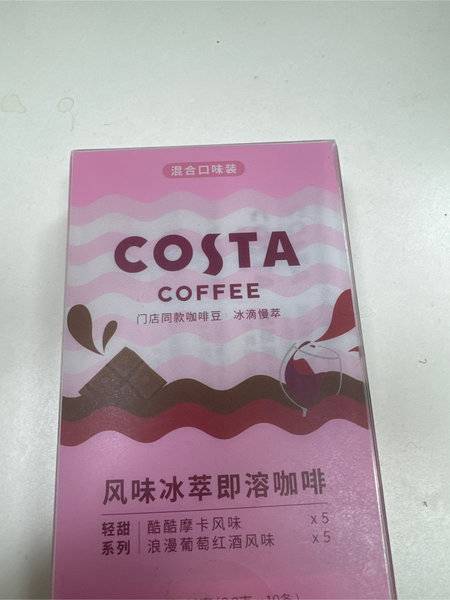 混合口味装
COSTA
COFFEE
门店同款咖啡豆 冰滴慢萃
风味冰萃即溶咖啡
轻甜 酷酷摩卡风味 x5
系列 浪漫葡萄红酒风味 x5